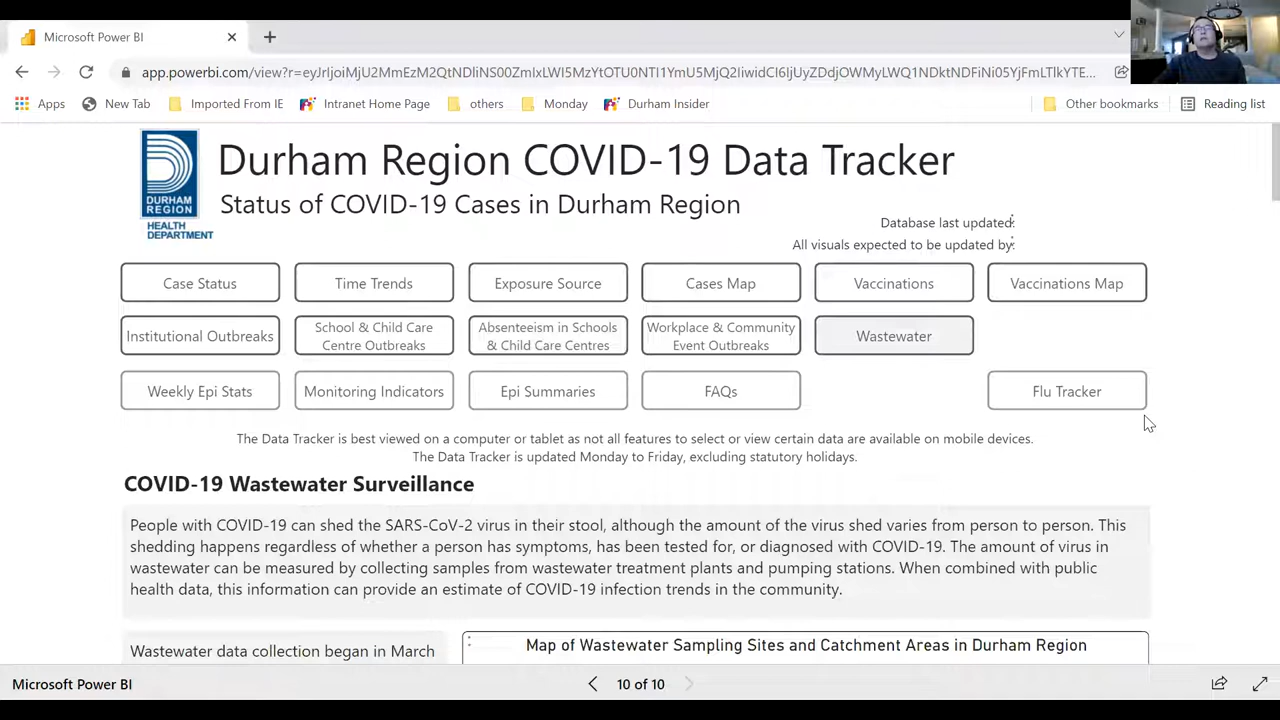 Microsoft Power BI
app.powerbi.com/view?r=eyJrIjoiMjU2MmEzM2QtNDliNS00ZmIxLWI5MzYtOTU0NTI1YmU5MjQ2IiwidCI6IjUyZDdjOWMyLWQ1NDktNDFiNi05YjFmLTlkYTE...
Apps
New Tab
Imported From IE
Intranet Home Page
others
Monday
Durham Insider
Other bookmarks
Reading list
DURHAM
REGION
HEALTH
DEPARTMENT
Durham Region COVID-19 Data Tracker
Status of COVID-19 Cases in Durham Region
Database last updated:
All visuals expected to be updated by:
Case Status
Time Trends
Exposure Source
Cases Map
Vaccinations
Vaccinations Map
Institutional Outbreaks
School & Child Care
Centre Outbreaks
Absenteeism in Schools
& Child Care Centres
Workplace & Community
Event Outbreaks
Wastewater
Weekly Epi Stats
Monitoring Indicators
Epi Summaries
FAQs
Flu Tracker
The Data Tracker is best viewed on a computer or tablet as not all features to select or view certain data are available on mobile devices.
The Data Tracker is updated Monday to Friday, excluding statutory holidays.
COVID-19 Wastewater Surveillance
People with COVID-19 can shed the SARS-CoV-2 virus in their stool, although the amount of the virus shed varies from person to person. This
shedding happens regardless of whether a person has symptoms, has been tested for, or diagnosed with COVID-19. The amount of virus in
wastewater can be measured by collecting samples from wastewater treatment plants and pumping stations. When combined with public
health data, this information can provide an estimate of COVID-19 infection trends in the community.
Wastewater data collection began in March
Map of Wastewater Sampling Sites and Catchment Areas in Durham Region
Microsoft Power BI
10 of 10